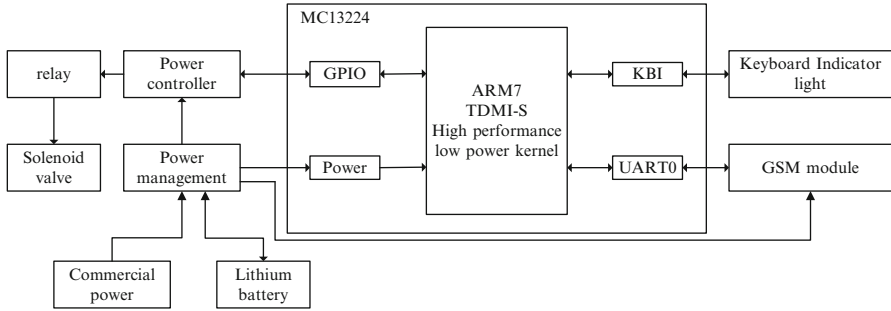 MC13224
relay
Power
controller
GPIO
ARM7
TDMI-S
High performance
low power kernel
KBI
Keyboard Indicator
light
Solenoid
valve
Power
management
Power
UART0
GSM module
Commercial
power
Lithium
battery